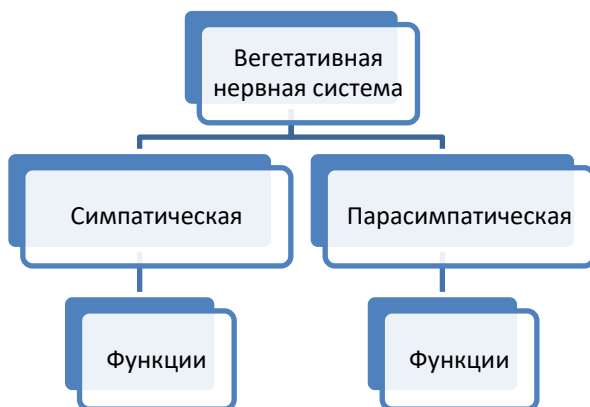 Вегетативная
нервная система
Симпатическая
Парасимпатическая
Функции
Функции